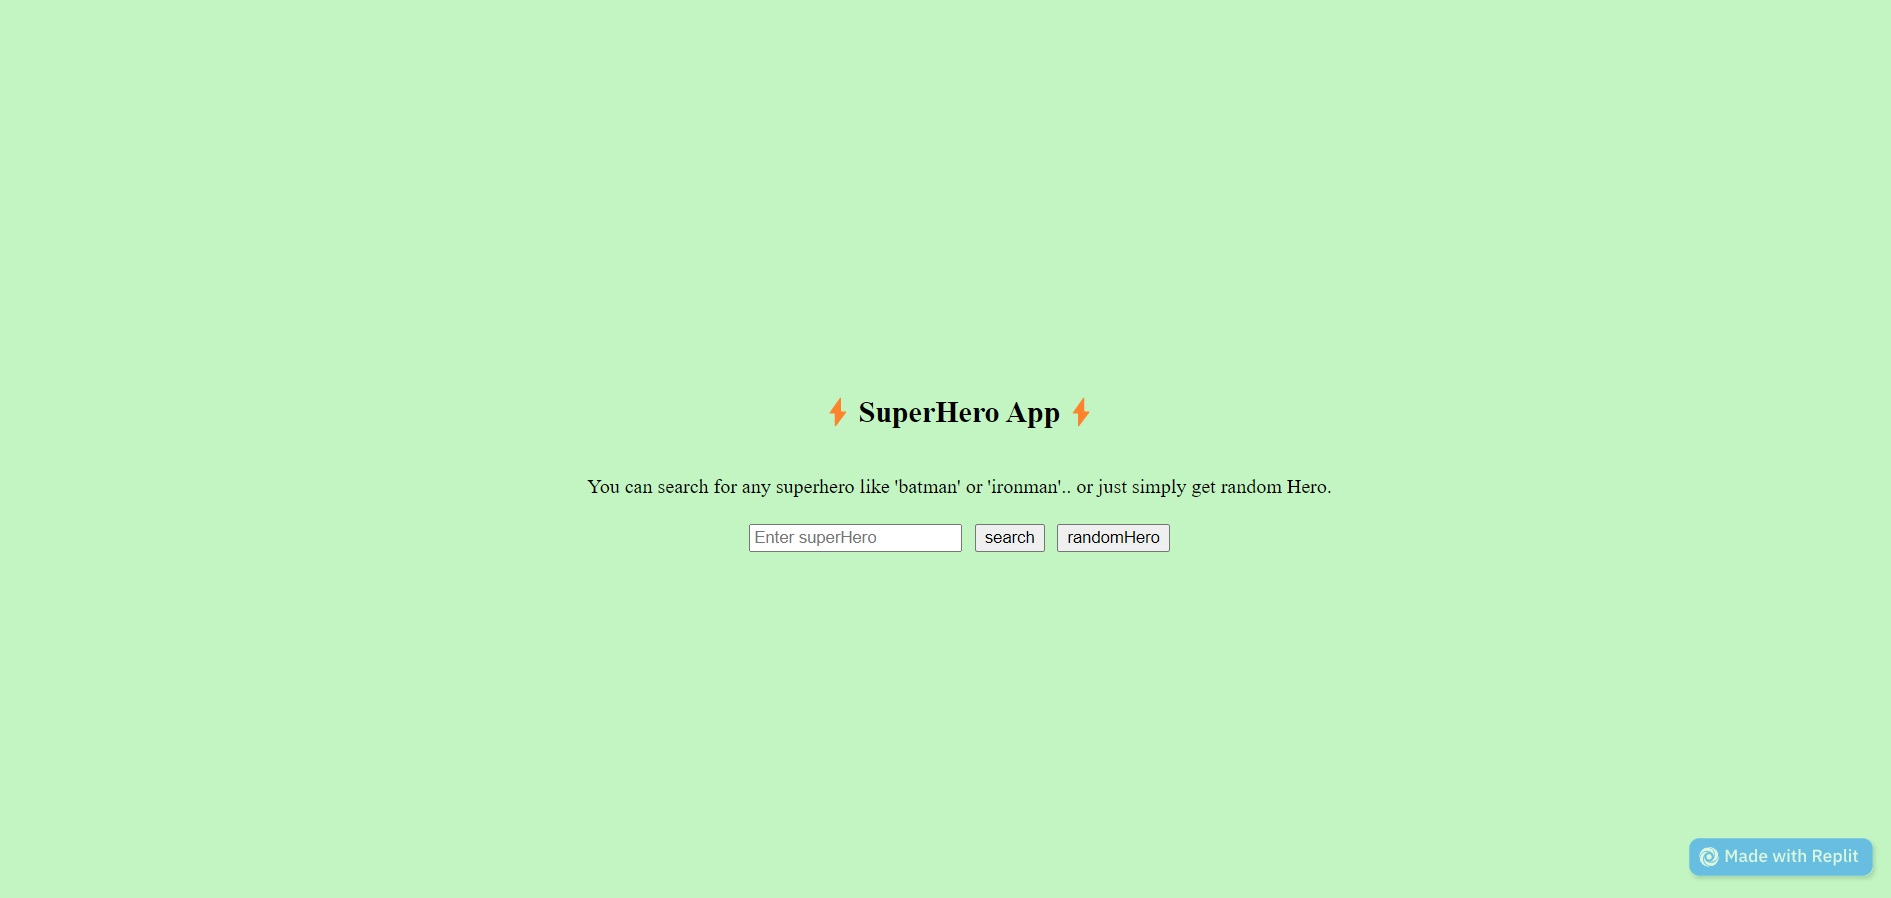 ⚡ SuperHero App ⚡
You can search for any superhero like 'batman' or 'ironman'.. or just simply get random Hero.
Enter superHero search randomHero
Made with Replit